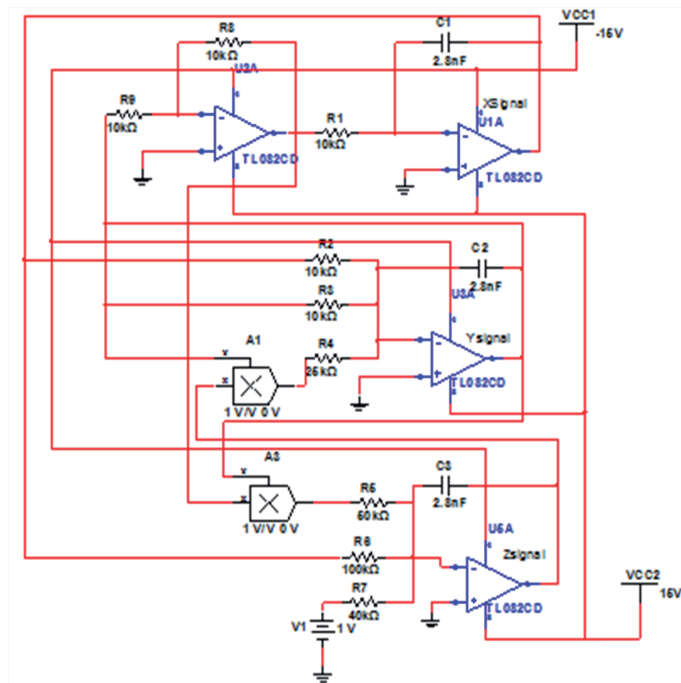 VCC1
-15V
R8
10kΩ
C1
2.8nF
U2A
R9
10kΩ
TL082CD
R1
10kΩ
XSignal
U1A
TL082CD
R2
10kΩ
R3
10kΩ
C2
2.8nF
U3A
A1
R4
25kΩ
Ysignal
TL082CD
X
X
1 V/V 0 V
A3
X
X
1 V/V 0 V
R5
50kΩ
C3
2.8nF
U5A
R6
100kΩ
R7
40kΩ
Zsignal
TL082CD
V1
1 V
VCC2
15V